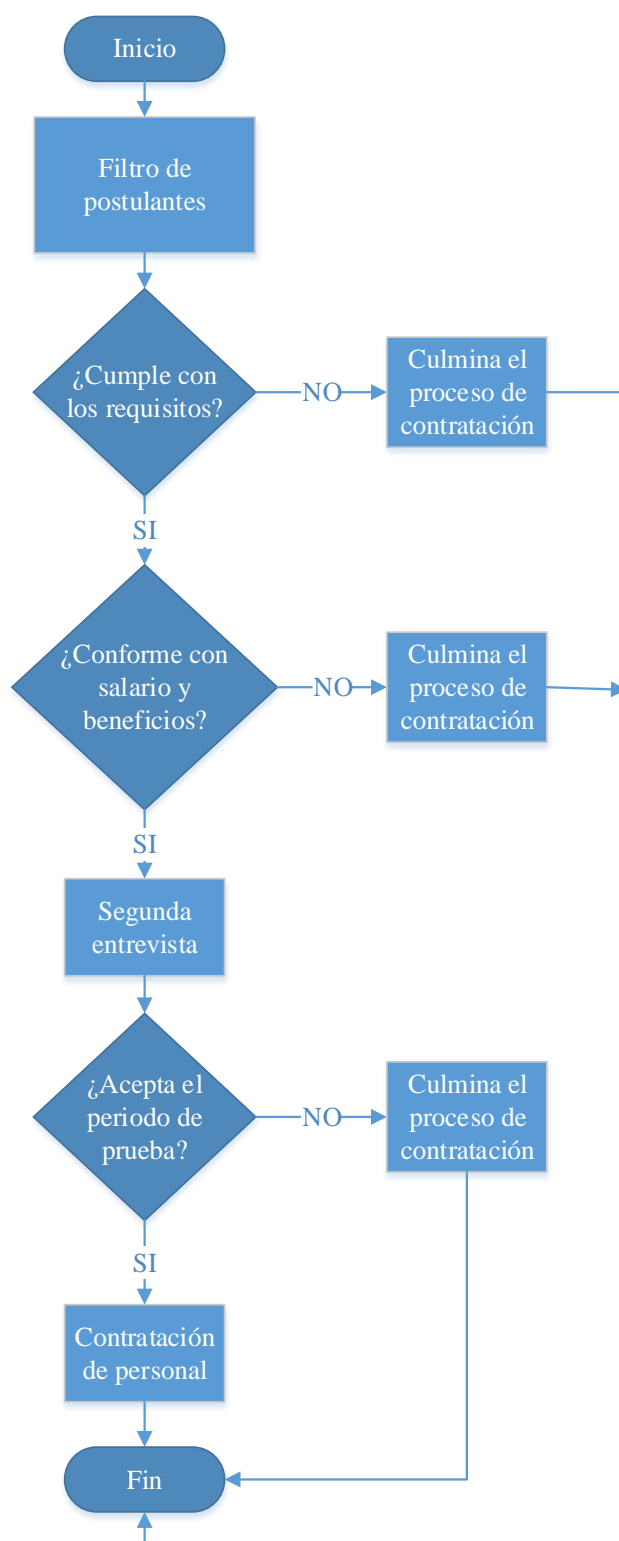 Inicio
Filtro de
postulantes
¿Cumple con
los requisitos?
NO
Culmina el
proceso de
contratación
SI
¿Conforme con
salario y
beneficios?
NO
Culmina el
proceso de
contratación
SI
Segunda
entrevista
¿Acepta el
periodo de
prueba?
NO
Culmina el
proceso de
contratación
SI
Contratación
de personal
Fin